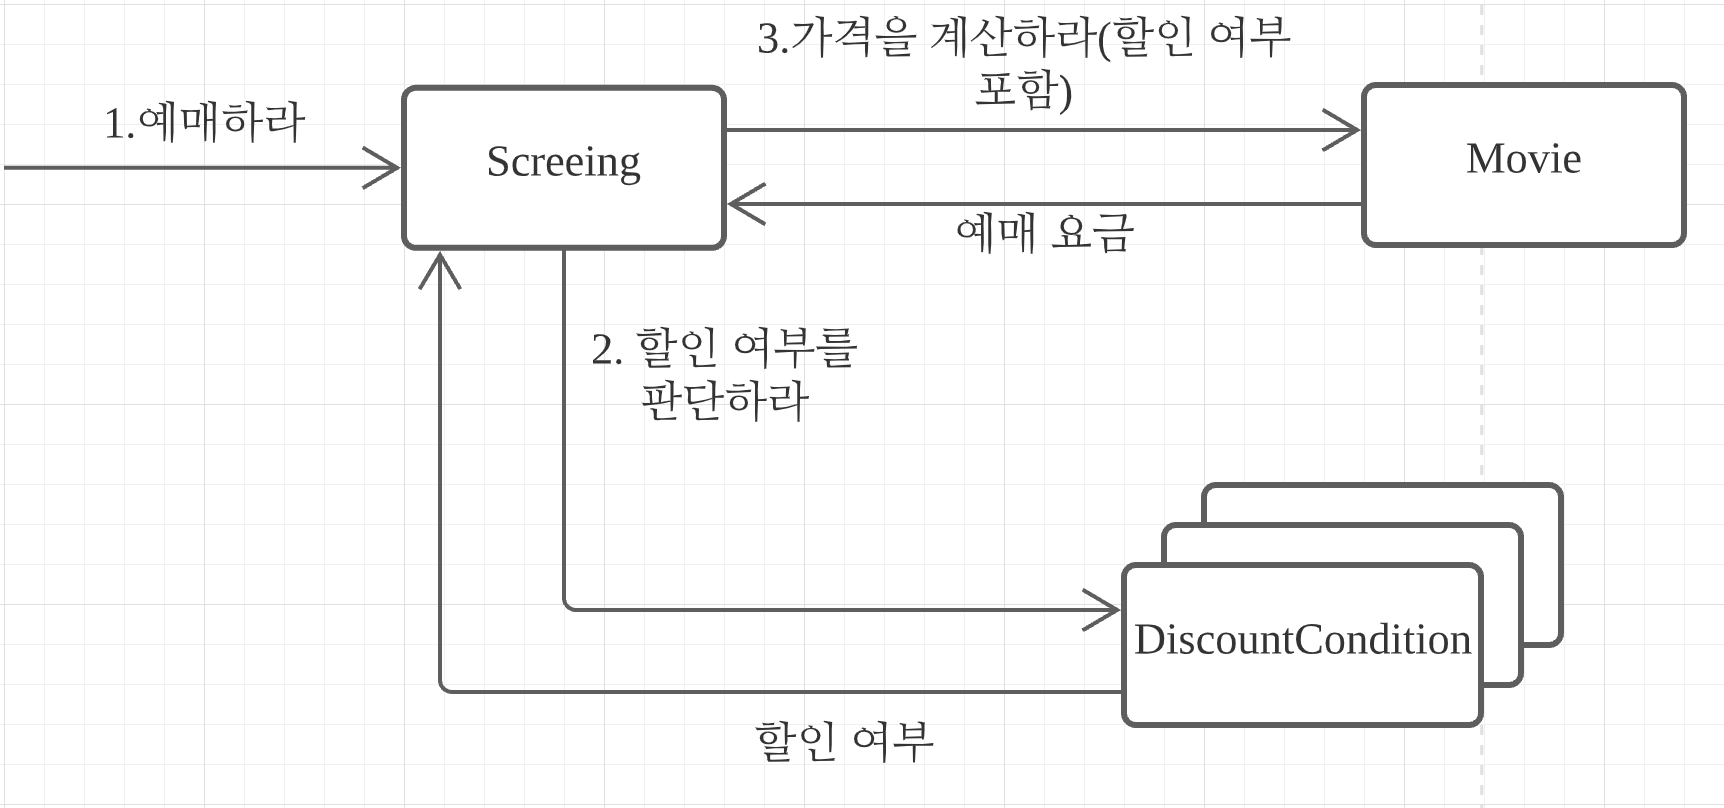 3.가격을 계산하라(할인 여부
포함)
1.예매하라
Screeing
Movie
예매 요금
2. 할인 여부를
판단하라
DiscountCondition
할인 여부